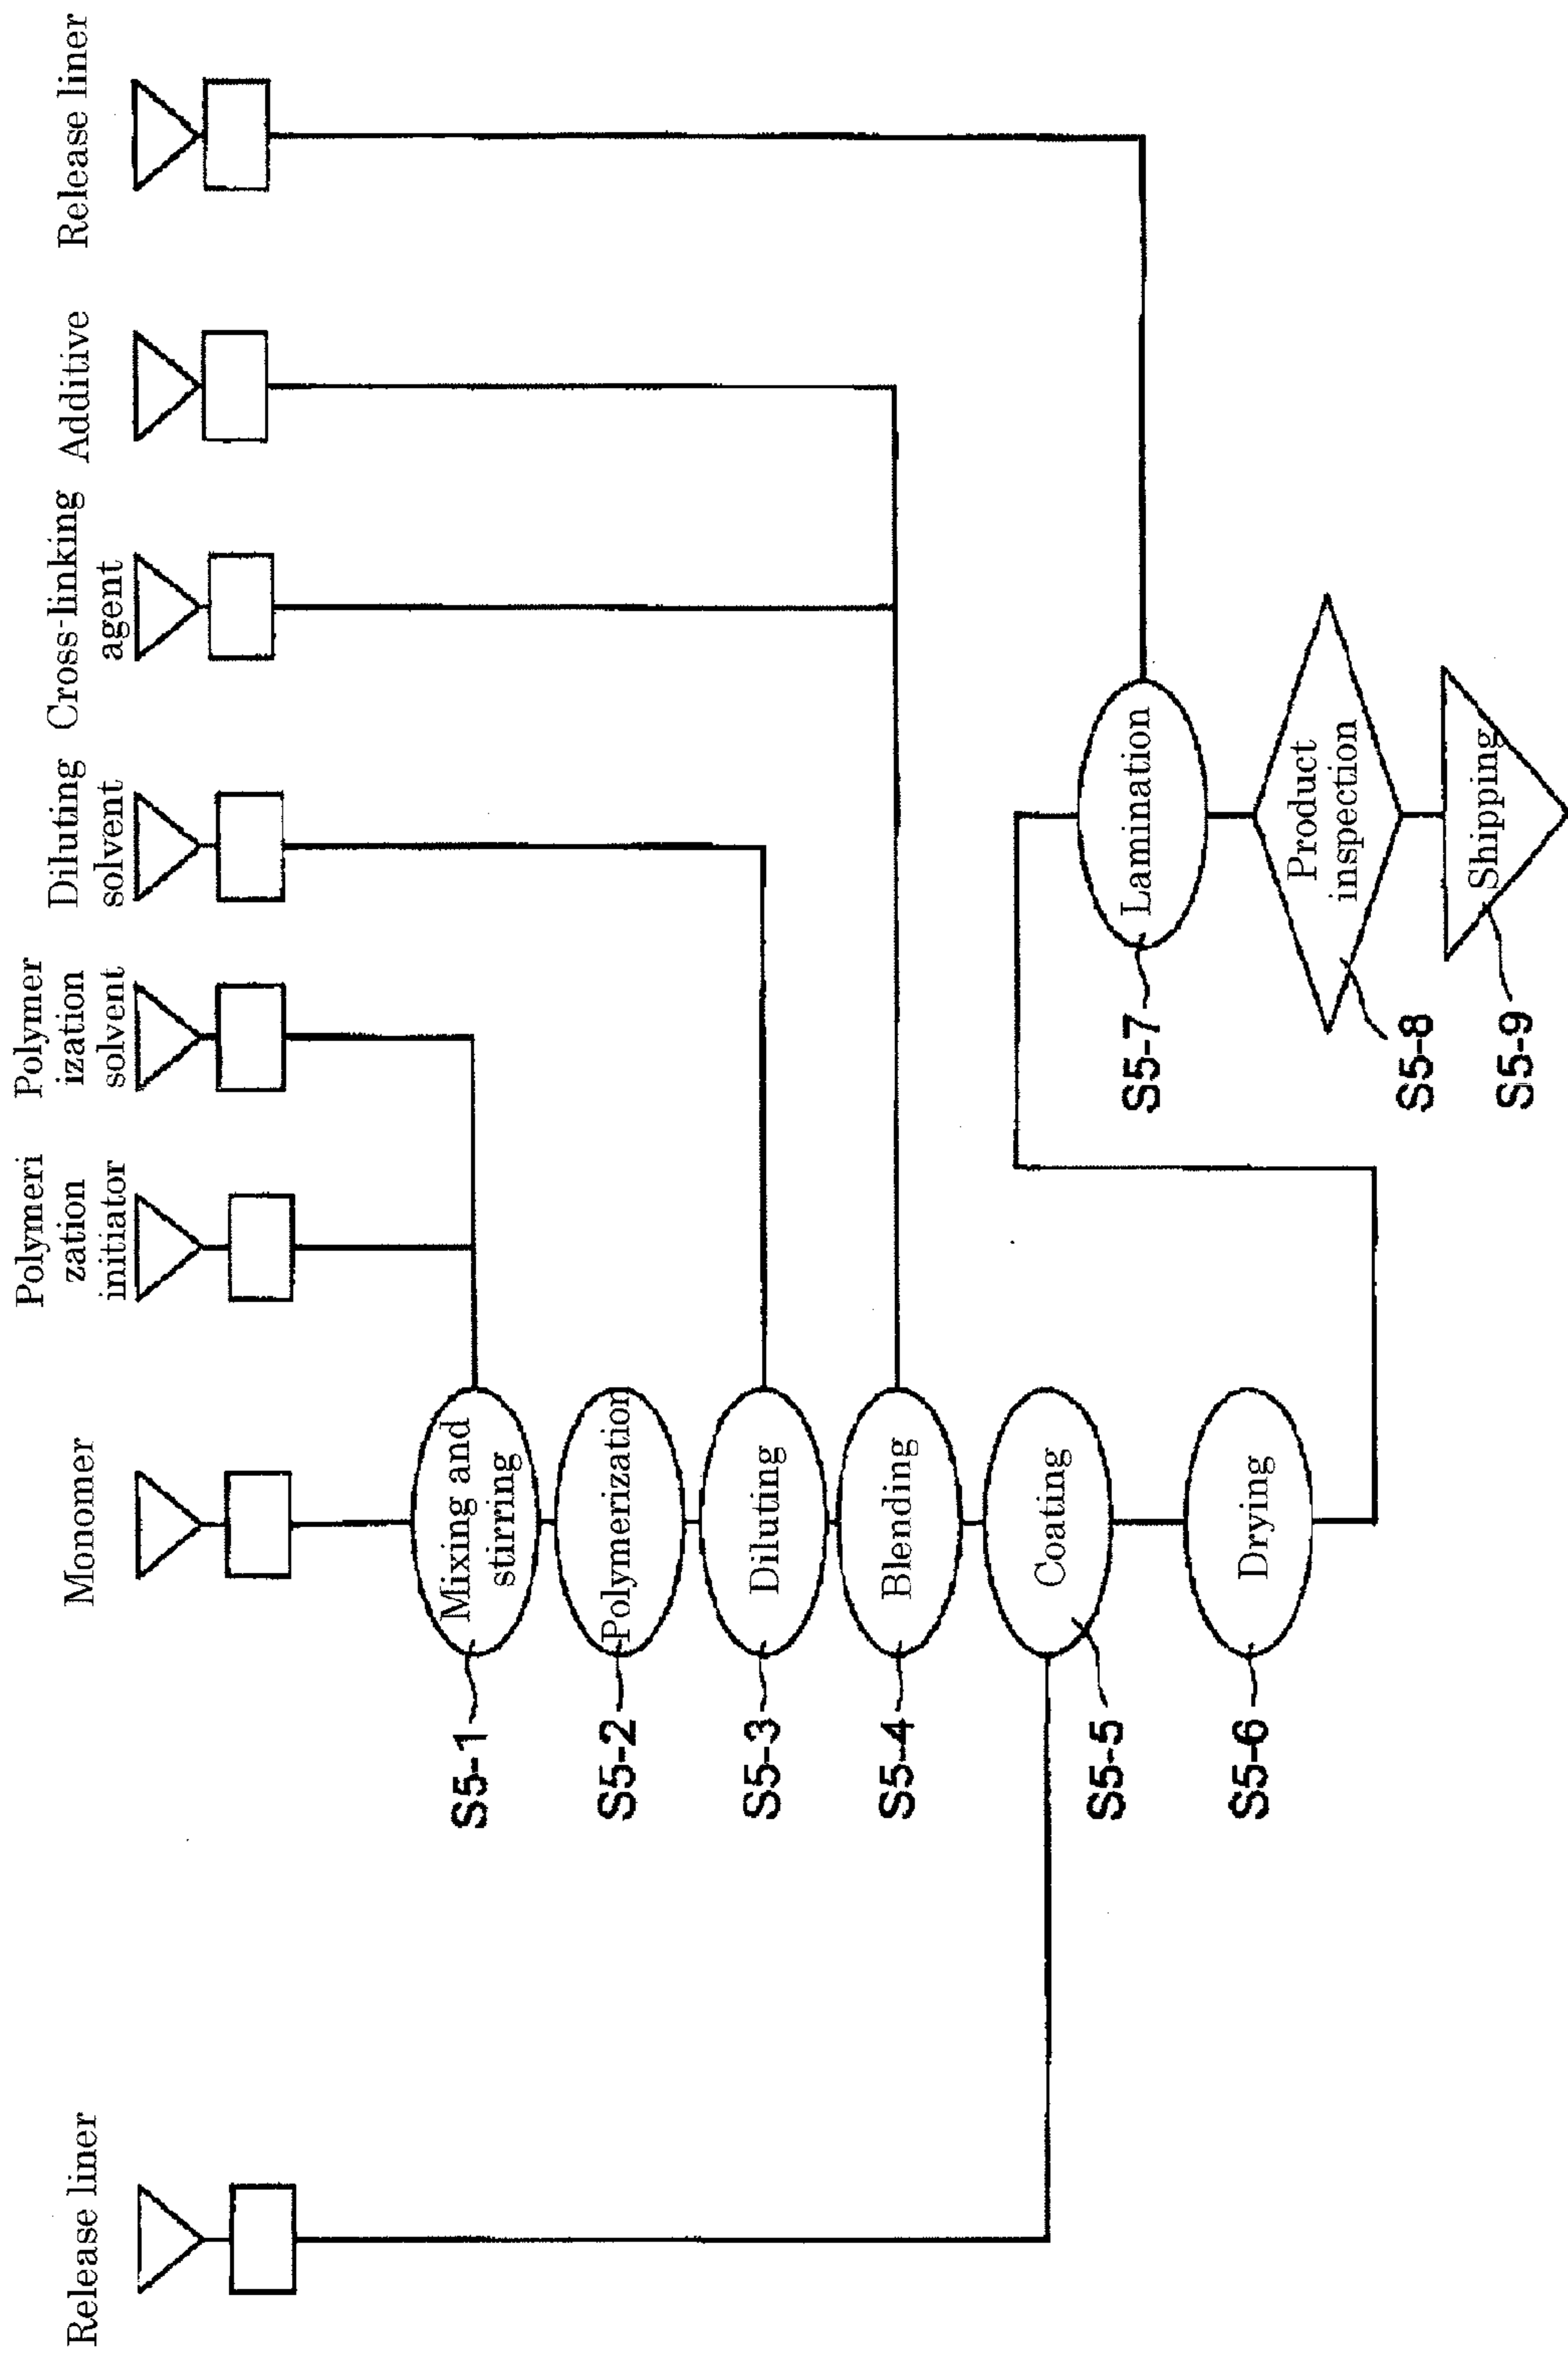 Release liner
Monomer
Polymeri
zation
initiator
Polymer
ization
solvent
Diluting
solvent
Cross-linking
agent
Additive
Release liner
S5-1
Mixing and
stirring
S5-2
Polymerization
S5-3
Diluting
S5-4
Blending
S5-5
Coating
S5-6
Drying
S5-7
Lamination
S5-8
Product
inspection
S5-9
Shipping